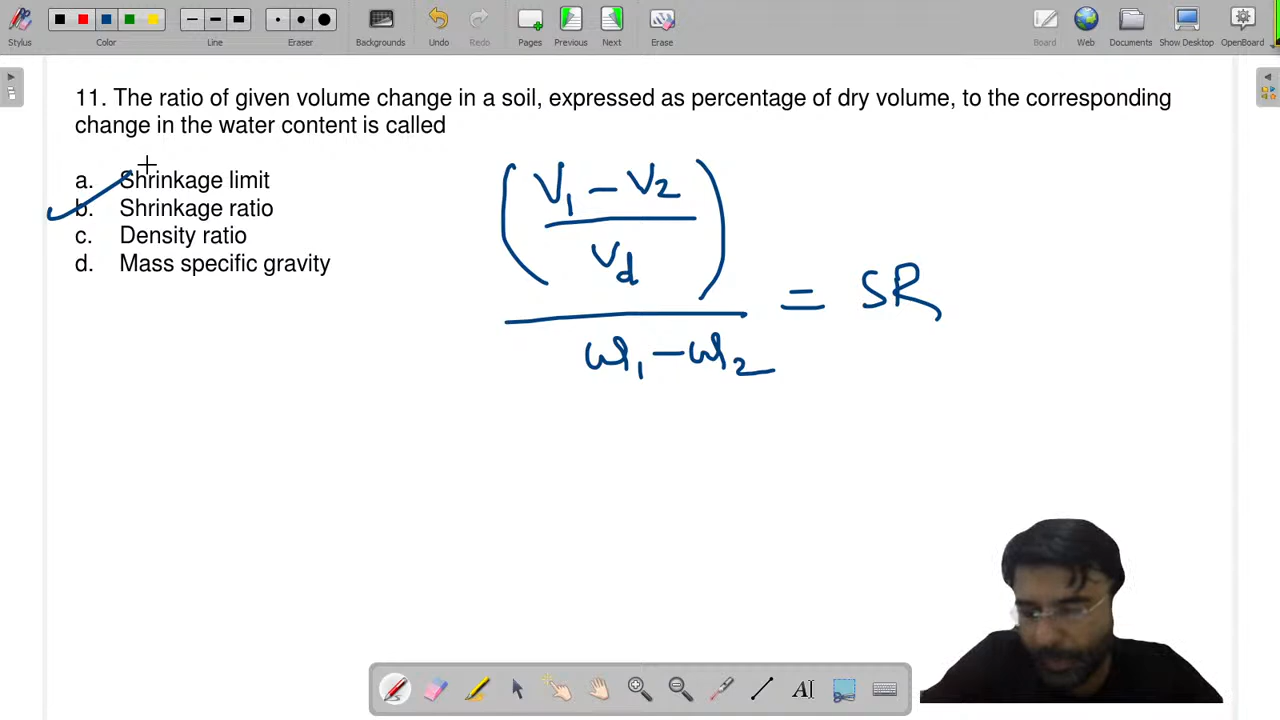 Stylus
Color
Line
Eraser
Backgrounds
Undo
Redo
Pages
Previous
Next
Erase
Board
Web
Documents
Show Desktop
OpenBoard
11. The ratio of given volume change in a soil, expressed as percentage of dry volume, to the corresponding
change in the water content is called
a. Shrinkage limit
b. Shrinkage ratio
c. Density ratio
d. Mass specific gravity
(V1 - V2
Vd)
w1 - w2
= SR
AI